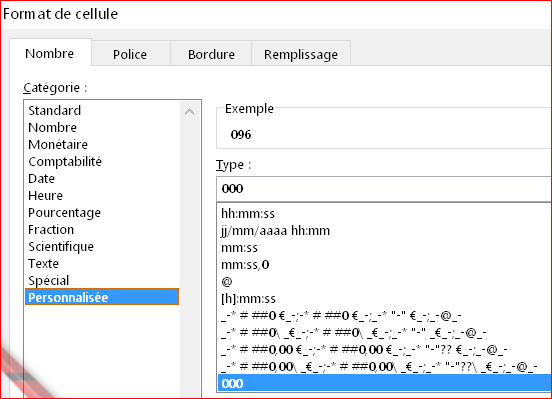 Format de cellule
Nombre Police Bordure Remplissage
Catégorie :
Standard
Nombre
Monétaire
Comptabilité
Date
Heure
Pourcentage
Fraction
Scientifique
Texte
Spécial
Personnalisée
Exemple
096
Type :
000
hh:mm:ss
jj/mm/aaaa hh:mm
mm:ss
mm:ss,0
@
[h]:mm:ss
_-* # ##0 €_-;-* # ##0 €_-;_-* "-" €_-;_-@_-
_-* # ##0\ _€_-;-* # ##0\ _€_-;_-* "-"_€_-;_-@_-
_-* # ##0,00 €_-;-* # ##0,00 €_-;_-* "-"?? €_-;_-@_-
_-* # ##0,00\ _€_-;-* # ##0,00\ _€_-;_-* "-"??\ _€_-;_-@_-
000